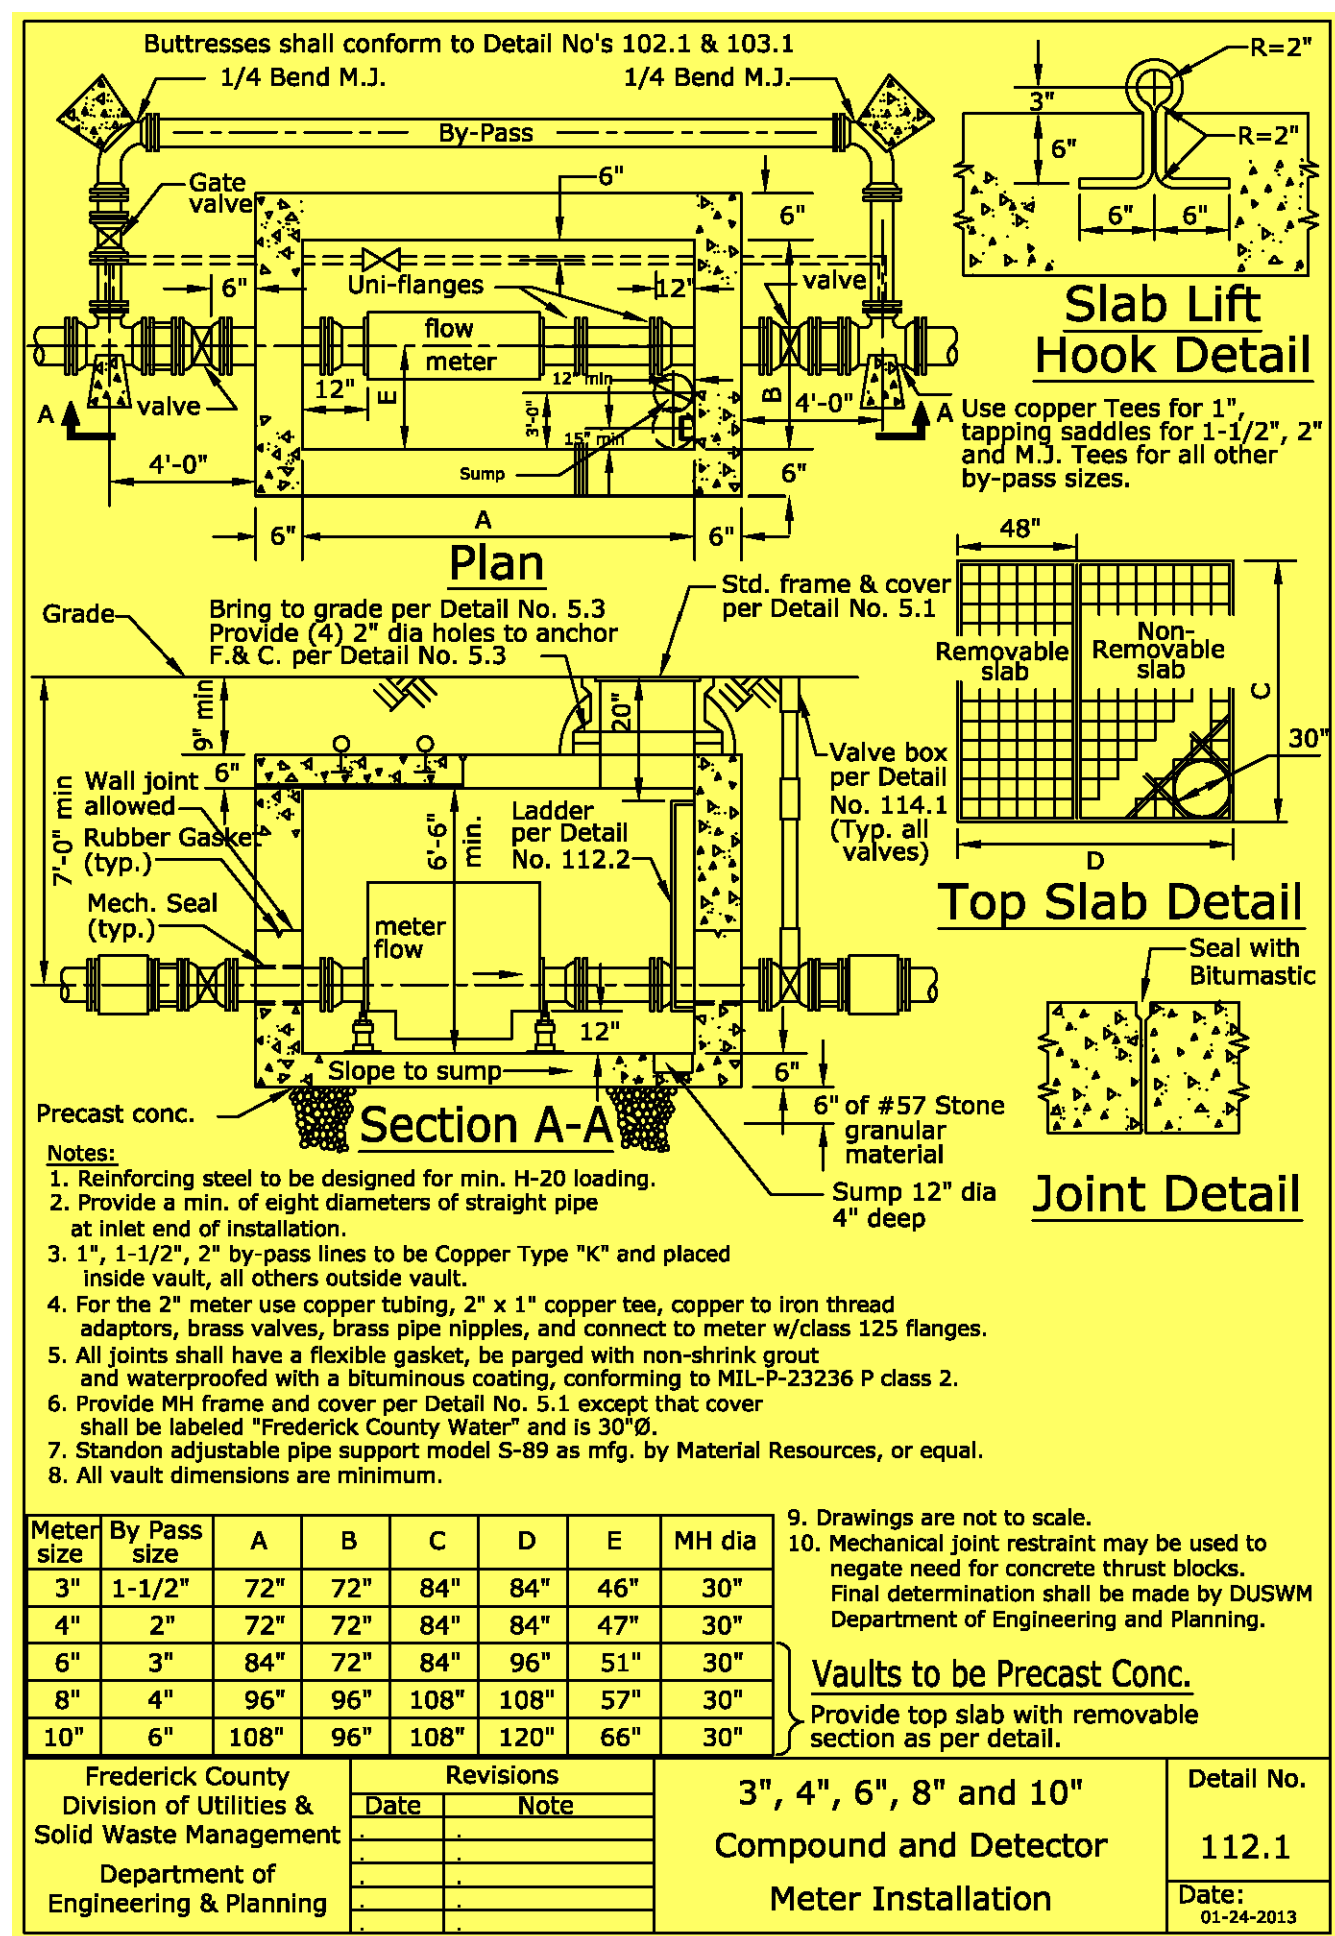 Buttresses shall conform to Detail No's 102.1 & 103.1
1/4 Bend M.J.
1/4 Bend M.J.
By-Pass
Gate
valve
6"
6"
6"
Uni-flanges
12"
valve
flow
meter
12"
E
12" min
3'-0"
15" min
B
4'-0"
A
A
valve
4'-0"
Sump
6"
6"
A
6"
Plan
R=2"
3"
6"
R=2"
6"
6"
Slab Lift
Hook Detail
Use copper Tees for 1",
tapping saddles for 1-1/2", 2"
and M.J. Tees for all other
by-pass sizes.
48"
Removable
slab
Non-
Removable
slab
C
30"
D
Top Slab Detail
Grade
Bring to grade per Detail No. 5.3
Provide (4) 2" dia holes to anchor
F.& C. per Detail No. 5.3
Std. frame & cover
per Detail No. 5.1
9" min
20"
6"
7'-0" min
Wall joint
allowed
Rubber Gasket
(typ.)
Mech. Seal
(typ.)
6'-6"
min.
Ladder
per Detail
No. 112.2
Valve box
per Detail
No. 114.1
(Typ. all
valves)
meter
flow
12"
Slope to sump
6"
Precast conc.
Section A-A
6" of #57 Stone
granular
material
Sump 12" dia
4" deep
Seal with
Bitumastic
Joint Detail
Notes:
1. Reinforcing steel to be designed for min. H-20 loading.
2. Provide a min. of eight diameters of straight pipe
at inlet end of installation.
3. 1", 1-1/2", 2" by-pass lines to be Copper Type "K" and placed
inside vault, all others outside vault.
4. For the 2" meter use copper tubing, 2" x 1" copper tee, copper to iron thread
adaptors, brass valves, brass pipe nipples, and connect to meter w/class 125 flanges.
5. All joints shall have a flexible gasket, be parged with non-shrink grout
and waterproofed with a bituminous coating, conforming to MIL-P-23236 P class 2.
6. Provide MH frame and cover per Detail No. 5.1 except that cover
shall be labeled "Frederick County Water" and is 30"Ø.
7. Standon adjustable pipe support model S-89 as mfg. by Material Resources, or equal.
8. All vault dimensions are minimum.
9. Drawings are not to scale.
10. Mechanical joint restraint may be used to
negate need for concrete thrust blocks.
Final determination shall be made by DUSWM
Department of Engineering and Planning.
Meter size By Pass size A B C D E MH dia
3" 1-1/2" 72" 72" 84" 84" 46" 30"
4" 2" 72" 72" 84" 84" 47" 30"
6" 3" 84" 72" 84" 96" 51" 30"
8" 4" 96" 96" 108" 108" 57" 30"
10" 6" 108" 96" 108" 120" 66" 30"
Vaults to be Precast Conc.
Provide top slab with removable
section as per detail.
Frederick County
Division of Utilities &
Solid Waste Management
Department of
Engineering & Planning
Revisions
Date Note
3", 4", 6", 8" and 10"
Compound and Detector
Meter Installation
Detail No.
112.1
Date:
01-24-2013